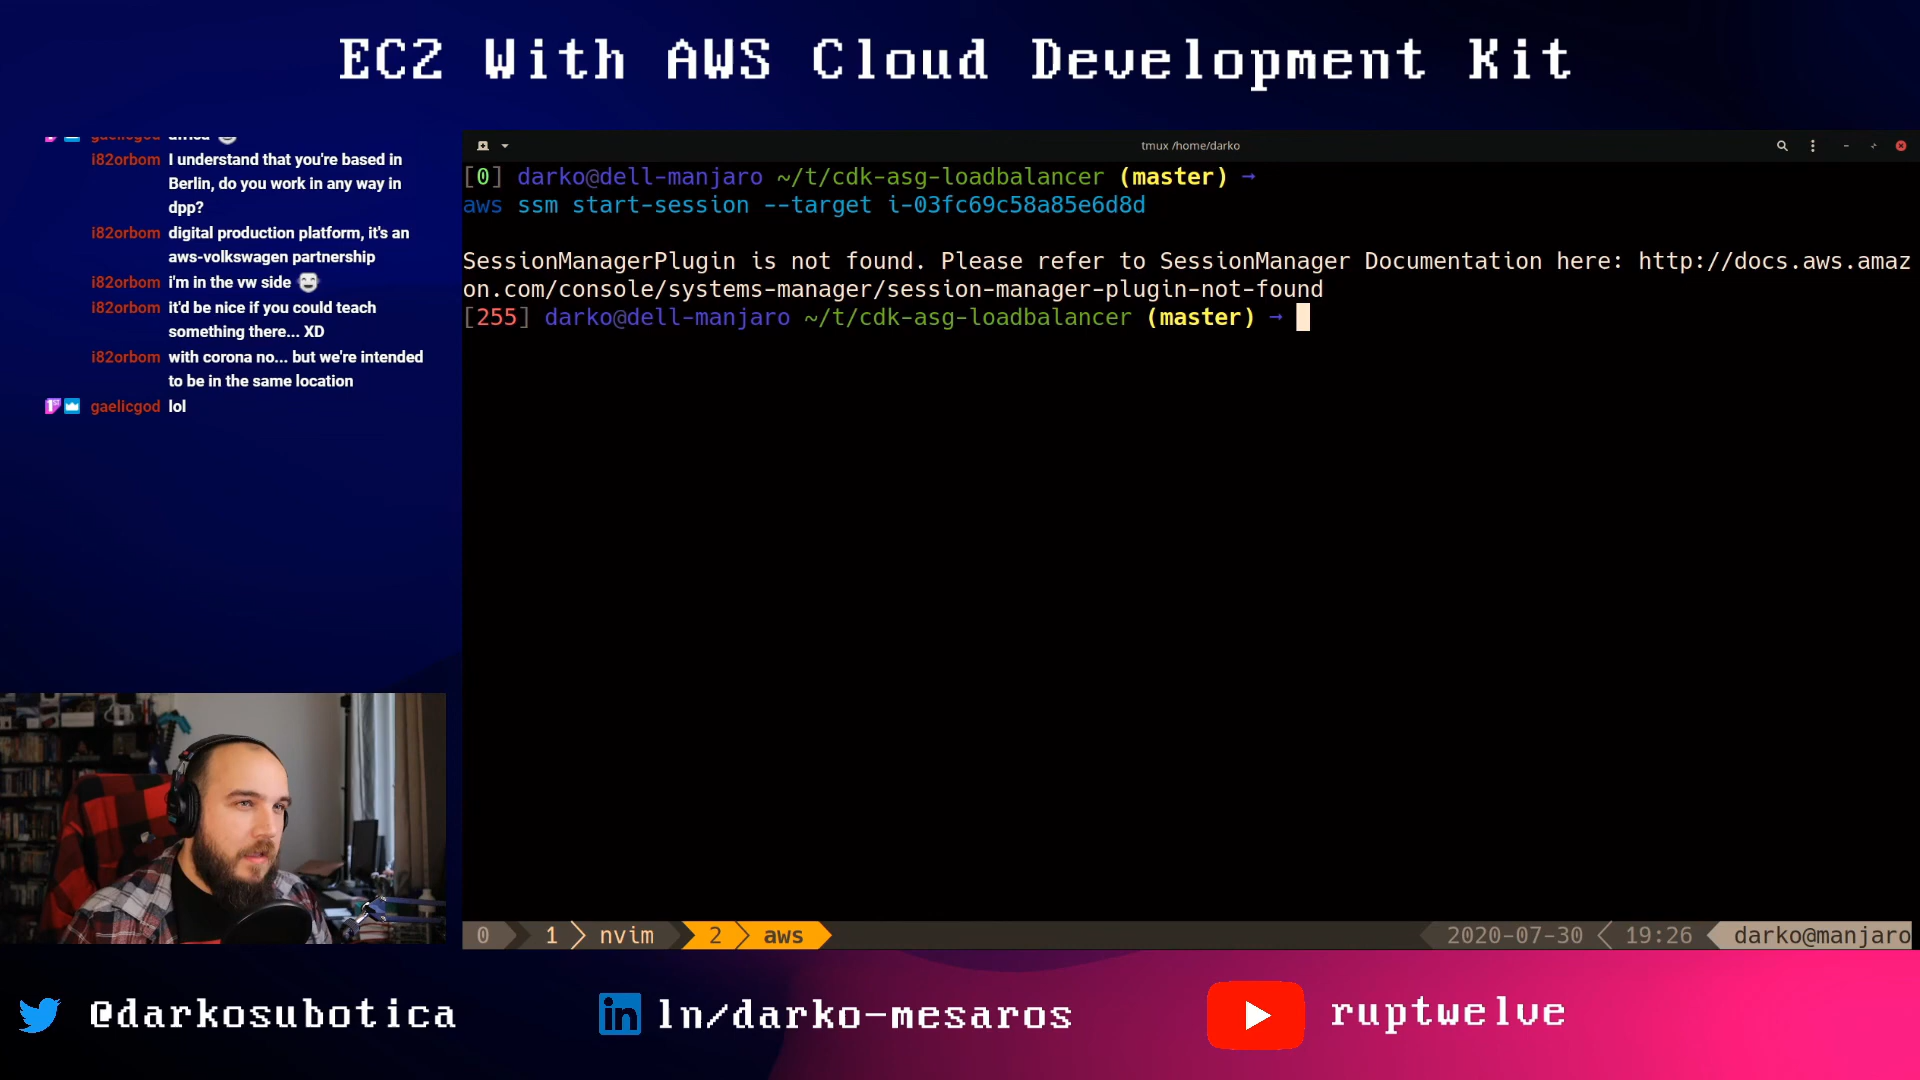 EC2 With AWS Cloud Development Kit
gaelicgod africa
i82orbom I understand that you're based in
Berlin, do you work in any way in
dpp?
i82orbom digital production platform, it's an
aws-volkswagen partnership
i82orbom i'm in the vw side
i82orbom it'd be nice if you could teach
something there... XD
i82orbom with corona no... but we're intended
to be in the same location
gaelicgod lol
tmux /home/darko
[0] darko@dell-manjaro ~/t/cdk-asg-loadbalancer (master) →
aws ssm start-session --target i-03fc69c58a85e6d8d
SessionManagerPlugin is not found. Please refer to SessionManager Documentation here: http://docs.aws.amaz
on.com/console/systems-manager/session-manager-plugin-not-found
[255] darko@dell-manjaro ~/t/cdk-asg-loadbalancer (master) →
0 1 nvim 2 aws 2020-07-30 19:26 darko@manjaro
@darkosubotica
in ln/darko-mesaros
ruptwelve